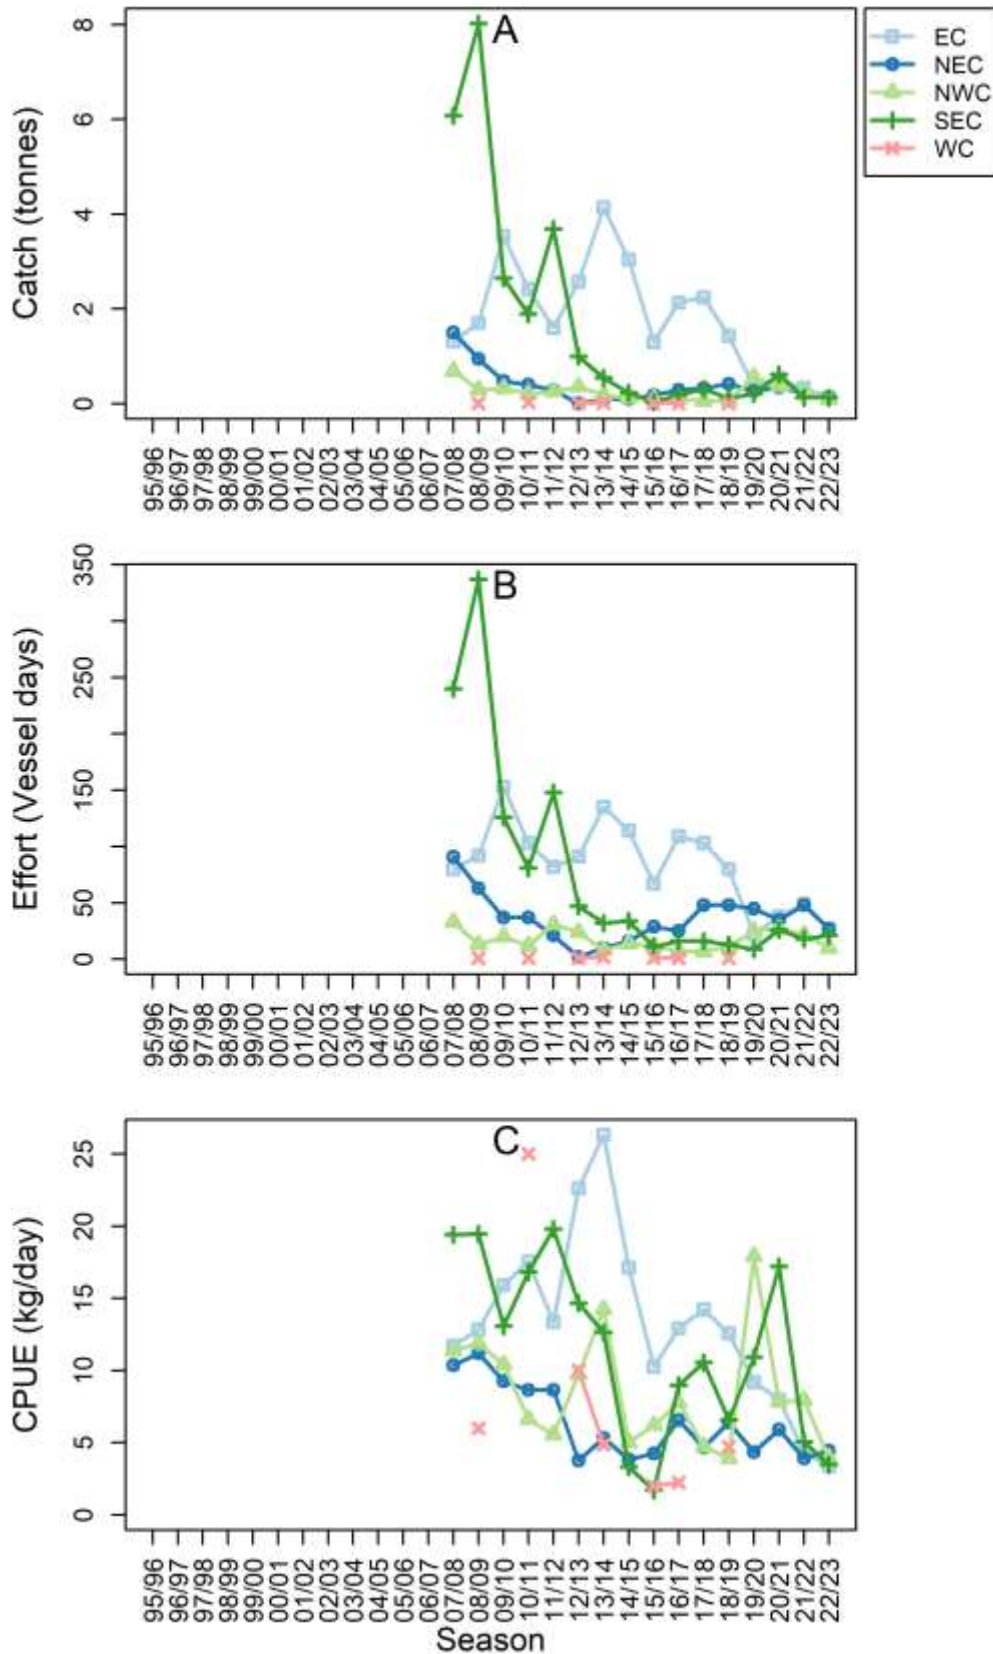 A
8
6
4
2
0
Catch (tonnes)
EC
NEC
NWC
SEC
WC
95/96 96/97 97/98 98/99 99/00 00/01 01/02 02/03 03/04 04/05 05/06 06/07 07/08 08/09 09/10 10/11 11/12 12/13 13/14 14/15 15/16 16/17 17/18 18/19 19/20 20/21 21/22 22/23
B
350
250
150
50
0
Effort (Vessel days)
95/96 96/97 97/98 98/99 99/00 00/01 01/02 02/03 03/04 04/05 05/06 06/07 07/08 08/09 09/10 10/11 11/12 12/13 13/14 14/15 15/16 16/17 17/18 18/19 19/20 20/21 21/22 22/23
C
25
20
15
10
5
0
CPUE (kg/day)
95/96 96/97 97/98 98/99 99/00 00/01 01/02 02/03 03/04 04/05 05/06 06/07 07/08 08/09 09/10 10/11 11/12 12/13 13/14 14/15 15/16 16/17 17/18 18/19 19/20 20/21 21/22 22/23
Season